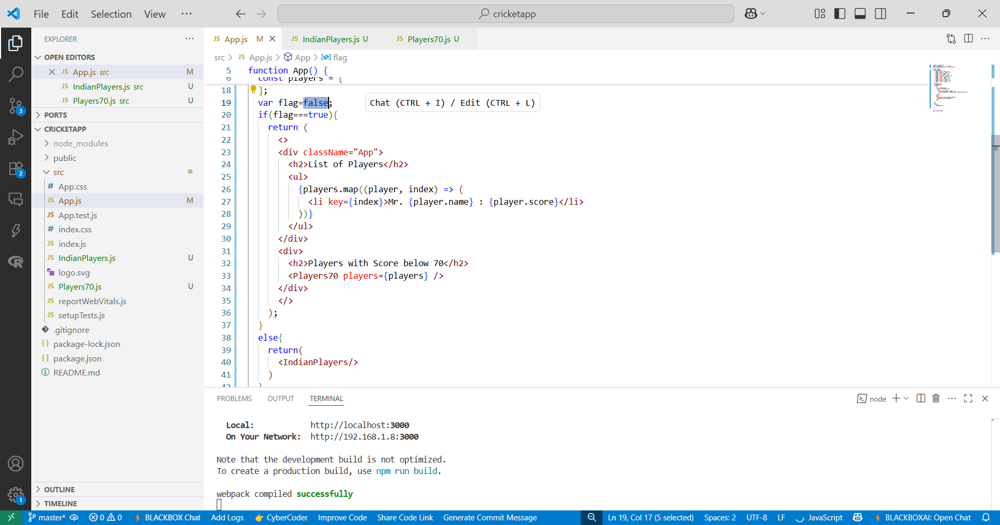 File Edit Selection View ··· cricketapp
EXPLORER ···
OPEN EDITORS
JS App.js src M
JS IndianPlayers.js src U
JS Players70.js src U
PORTS
CRICKETAPP
node_modules
public
src
# App.css
JS App.js M
JS App.test.js
# index.css
JS index.js
JS IndianPlayers.js U
logo.svg
JS Players70.js U
JS reportWebVitals.js
JS setupTests.js
.gitignore
{} package-lock.json
{} package.json
README.md
OUTLINE
TIMELINE
3
2
1
JS App.js M JS IndianPlayers.js U JS Players70.js U
src > JS App.js > App > flag
5 function App() {
6 const players = [
18 ];
19 var flag=false;
Chat (CTRL + I) / Edit (CTRL + L)
20 if(flag===true){
21 return (
22 <>
23 <div className="App">
24 <h2>List of Players</h2>
25 <ul>
26 {players.map((player, index) => (
27 <li key={index}>Mr. {player.name} : {player.score}</li>
28 ))}
29 </ul>
30 </div>
31 <div>
32 <h2>Players with Score below 70</h2>
33 <Players70 players={players} />
34 </div>
35 </>
36 );
37 }
38 else{
39 return(
40 <IndianPlayers/>
41 )
42 }
PROBLEMS OUTPUT TERMINAL node
Local: http://localhost:3000
On Your Network: http://192.168.1.8:3000
Note that the development build is not optimized.
To create a production build, use npm run build.
webpack compiled successfully
master* 0 0 BLACKBOX Chat Add Logs CyberCoder Improve Code Share Code Link Generate Commit Message Ln 19, Col 17 (5 selected) Spaces: 2 UTF-8 LF JavaScript BLACKBOXAI: Open Chat